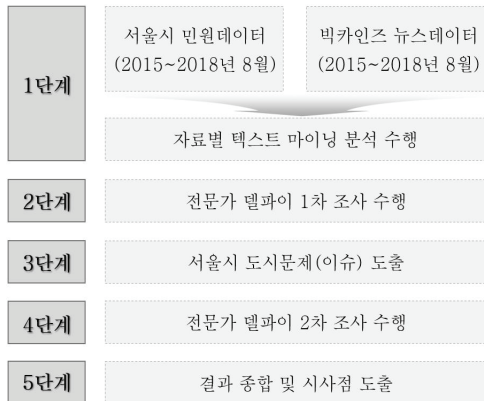 1단계
서울시 민원데이터
(2015~2018년 8월)
빅카인즈 뉴스데이터
(2015~2018년 8월)
자료별 텍스트 마이닝 분석 수행
2단계
전문가 델파이 1차 조사 수행
3단계
서울시 도시문제(이슈) 도출
4단계
전문가 델파이 2차 조사 수행
5단계
결과 종합 및 시사점 도출